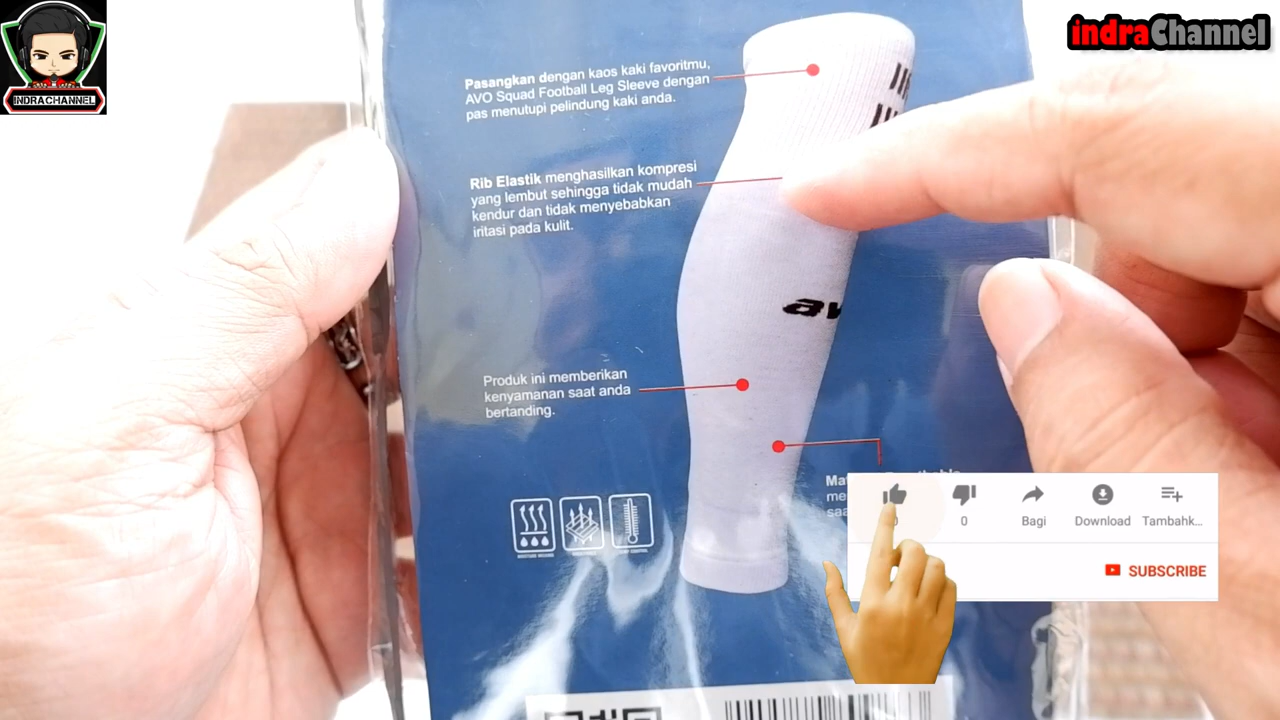 INDRACHANNEL
indraChannel
Pasangkan dengan kaos kaki favoritmu,
AVO Squad Football Leg Sleeve dengan
pas menutupi pelindung kaki anda.
Rib Elastik menghasilkan kompresi
yang lembut sehingga tidak mudah
kendur dan tidak menyebabkan
iritasi pada kulit.
av
Produk ini memberikan
kenyamanan saat anda
bertanding.
0
Bagi
Download
Tambahk...
SUBSCRIBE